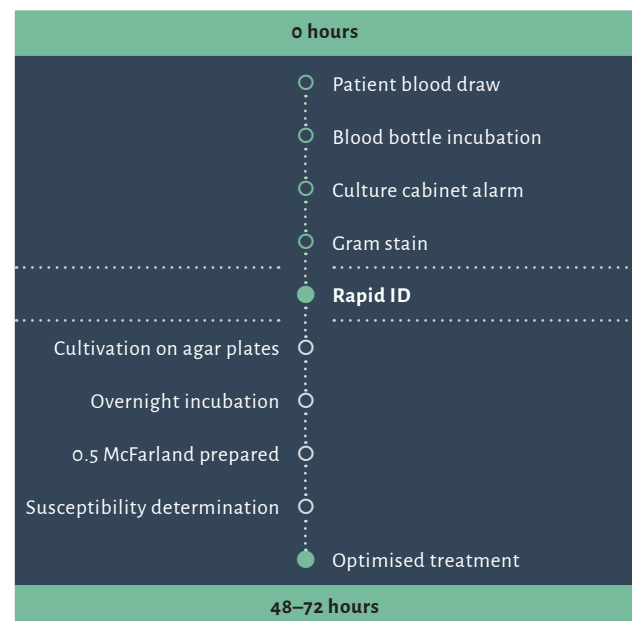 0 hours
Patient blood draw
Blood bottle incubation
Culture cabinet alarm
Gram stain
Rapid ID
Cultivation on agar plates
Overnight incubation
0.5 McFarland prepared
Susceptibility determination
Optimised treatment
48–72 hours